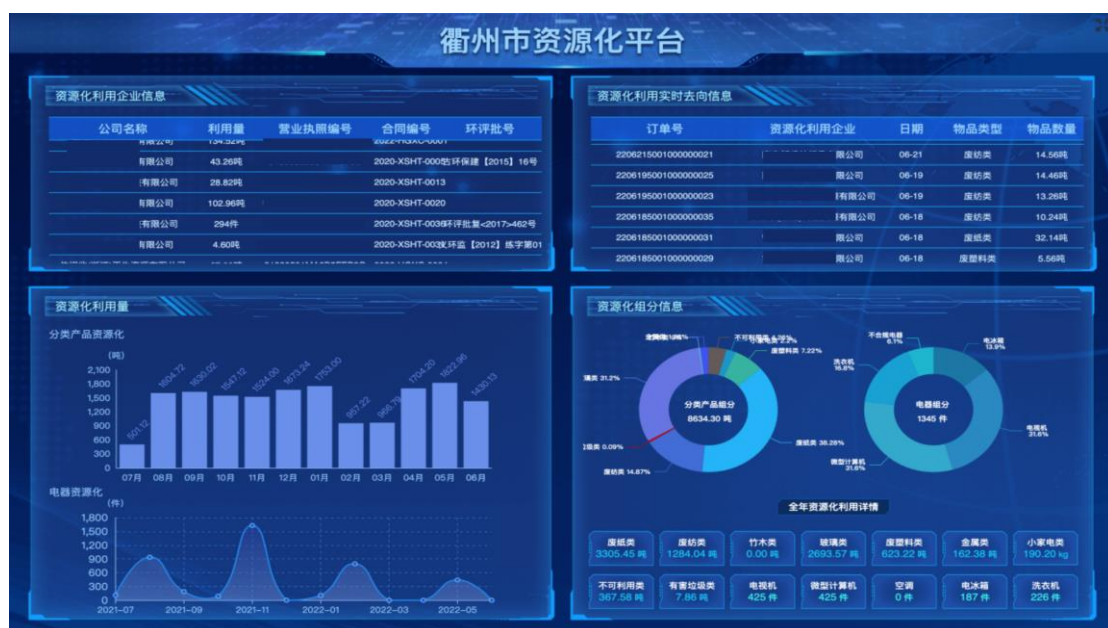 衢州市资源化平台
资源化利用企业信息
公司名称 利用量 营业执照编号 合同编号 环评批号
有限公司 134.52吨
有限公司 43.26吨 2020-XSHT-0005 环保建【2015】16号
有限公司 28.82吨 2020-XSHT-0013
有限公司 102.96吨 2020-XSHT-0020
有限公司 294件 2020-XSHT-0036 环评批复<2017>462号
有限公司 4.60吨 环监【2012】练字第01
资源化利用实时去向信息
订单号 资源化利用企业 日期 物品类型 物品数量
2206215001000000021 限公司 06-21 废纺类 14.56吨
2206195001000000025 限公司 06-19 废纺类 14.46吨
2206195001000000023 有限公司 06-19 废纺类 13.26吨
2206185001000000035 有限公司 06-18 废纺类 10.24吨
2206185001000000031 限公司 06-18 废纸类 32.14吨
2206185001000000029 限公司 06-18 废塑料类 5.56吨
资源化利用量
分类产品资源化
(吨)
2,100
1,800
1,500
1,200
900
600
300
0
501.12 1604.72 1630.02 1547.12 1524.00 1673.24 1753.00 957.22 966.79 1704.20 1822.96 1430.13
07月 08月 09月 10月 11月 12月 01月 02月 03月 04月 05月 06月
电器资源化
(件)
1,800
1,500
1,200
900
600
300
0
2021-07 2021-09 2021-11 2022-01 2022-03 2022-05
资源化组分信息
废塑料类 7.22%
璃类 31.2%
分类产品组分
8634.30 吨
圾类 0.09%
废纺类 14.87%
废纸类 38.28%
不合规电器
6.1%
电冰箱
13.9%
洗衣机
16.8%
电器组分
1345 件
电视机
31.6%
微型计算机
31.6%
全年资源化利用详情
废纸类 废纺类 竹木类 玻璃类 废塑料类 金属类 小家电类
3305.45 吨 1284.04 吨 0.00 吨 2693.57 吨 623.22 吨 162.38 吨 190.20 kg
不可利用类 有害垃圾类 电视机 微型计算机 空调 电冰箱 洗衣机
367.58 吨 7.86 吨 425 件 425 件 0 件 187 件 226 件